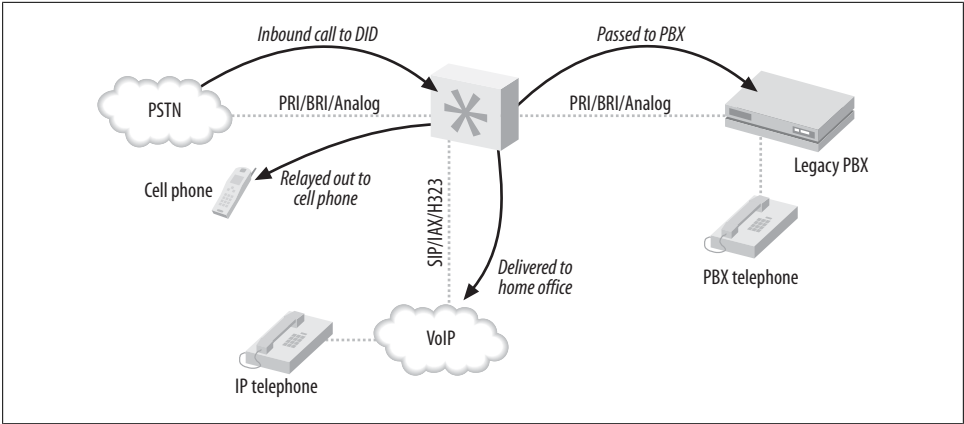 Inbound call to DID
Passed to PBX
PSTN
PRI/BRI/Analog
PRI/BRI/Analog
Legacy PBX
Cell phone
Relayed out to
cell phone
SIP/IAX/H323
PBX telephone
Delivered to
home office
VoIP
IP telephone